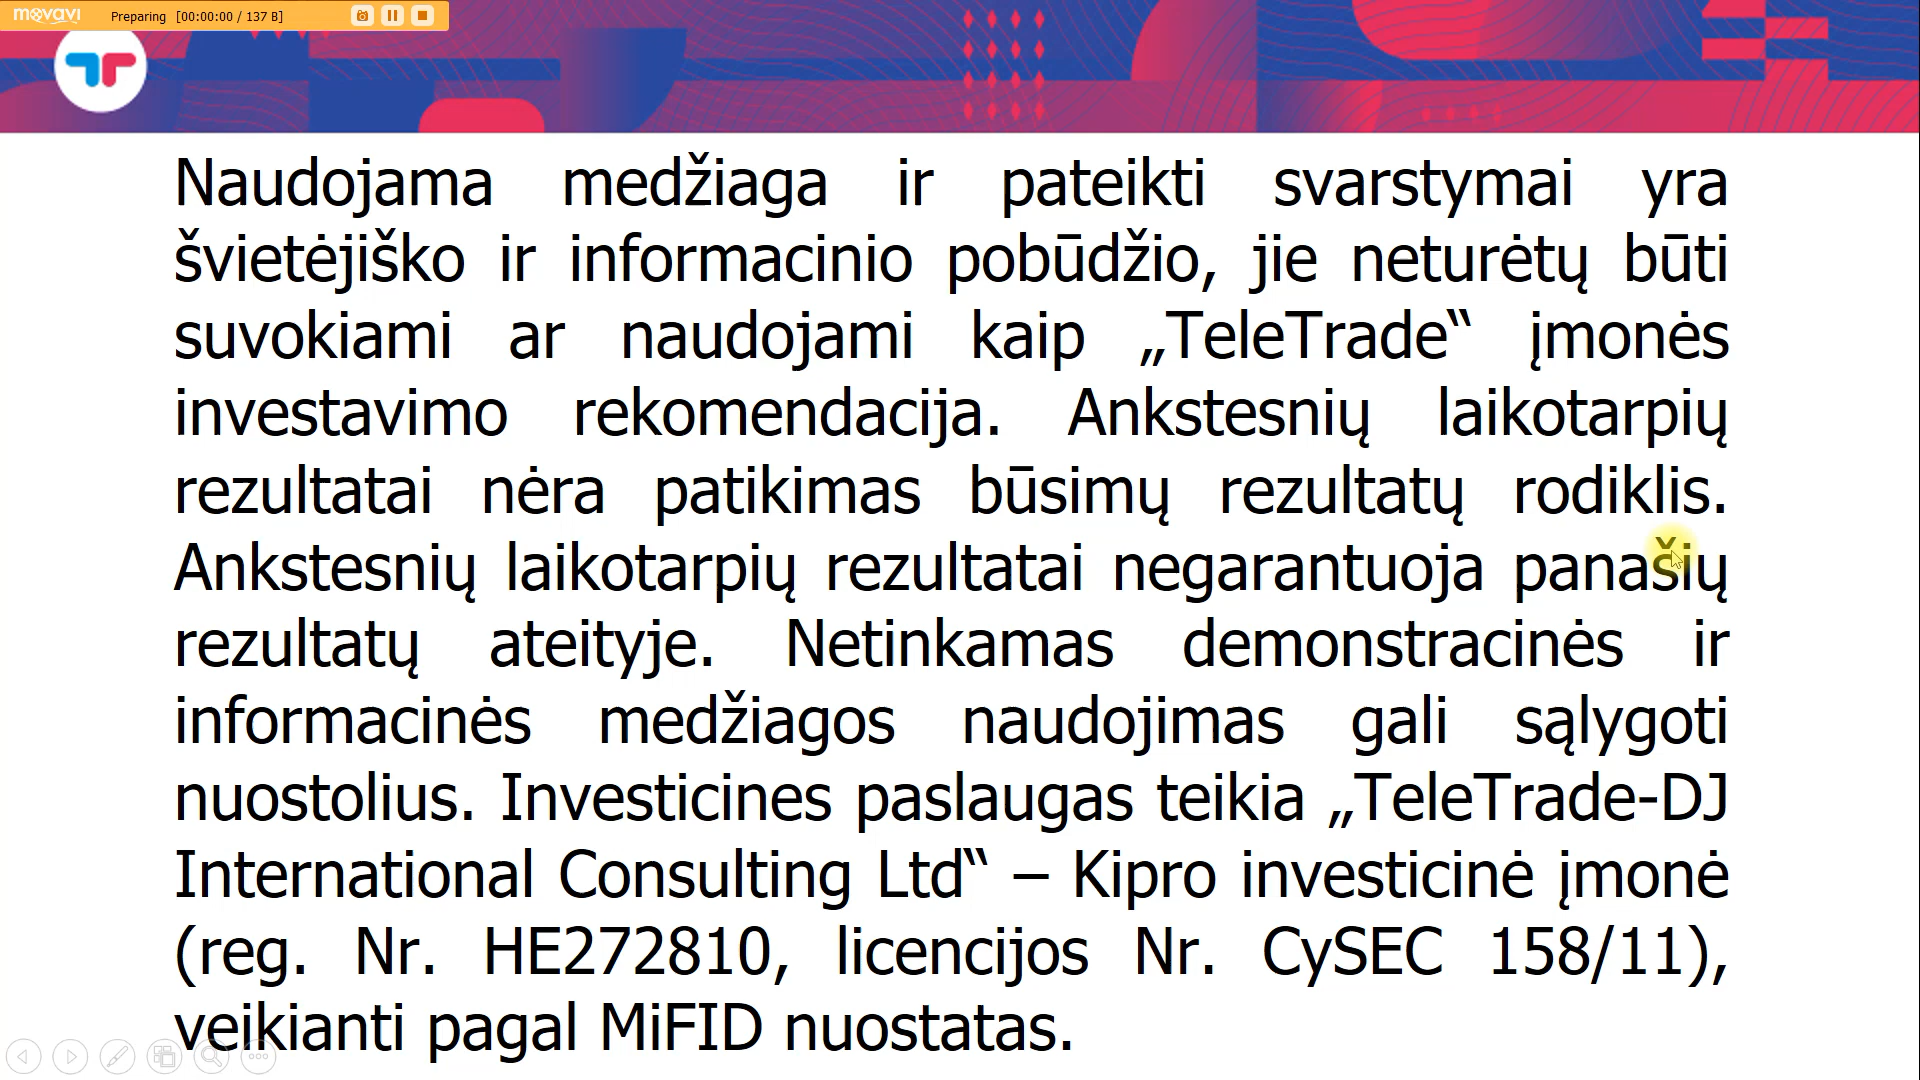 movavi Preparing [00:00:00 / 137 B]
Naudojama medžiaga ir pateikti svarstymai yra
švietėjiško ir informacinio pobūdžio, jie neturėtų būti
suvokiami ar naudojami kaip „TeleTrade“ įmonės
investavimo rekomendacija. Ankstesnių laikotarpių
rezultatai nėra patikimas būsimų rezultatų rodiklis.
Ankstesnių laikotarpių rezultatai negarantuoja panašių
rezultatų ateityje. Netinkamas demonstracinės ir
informacinės medžiagos naudojimas gali sąlygoti
nuostolius. Investicines paslaugas teikia „TeleTrade-DJ
International Consulting Ltd“ – Kipro investicinė įmonė
(reg. Nr. HE272810, licencijos Nr. CySEC 158/11),
veikianti pagal MiFID nuostatas.